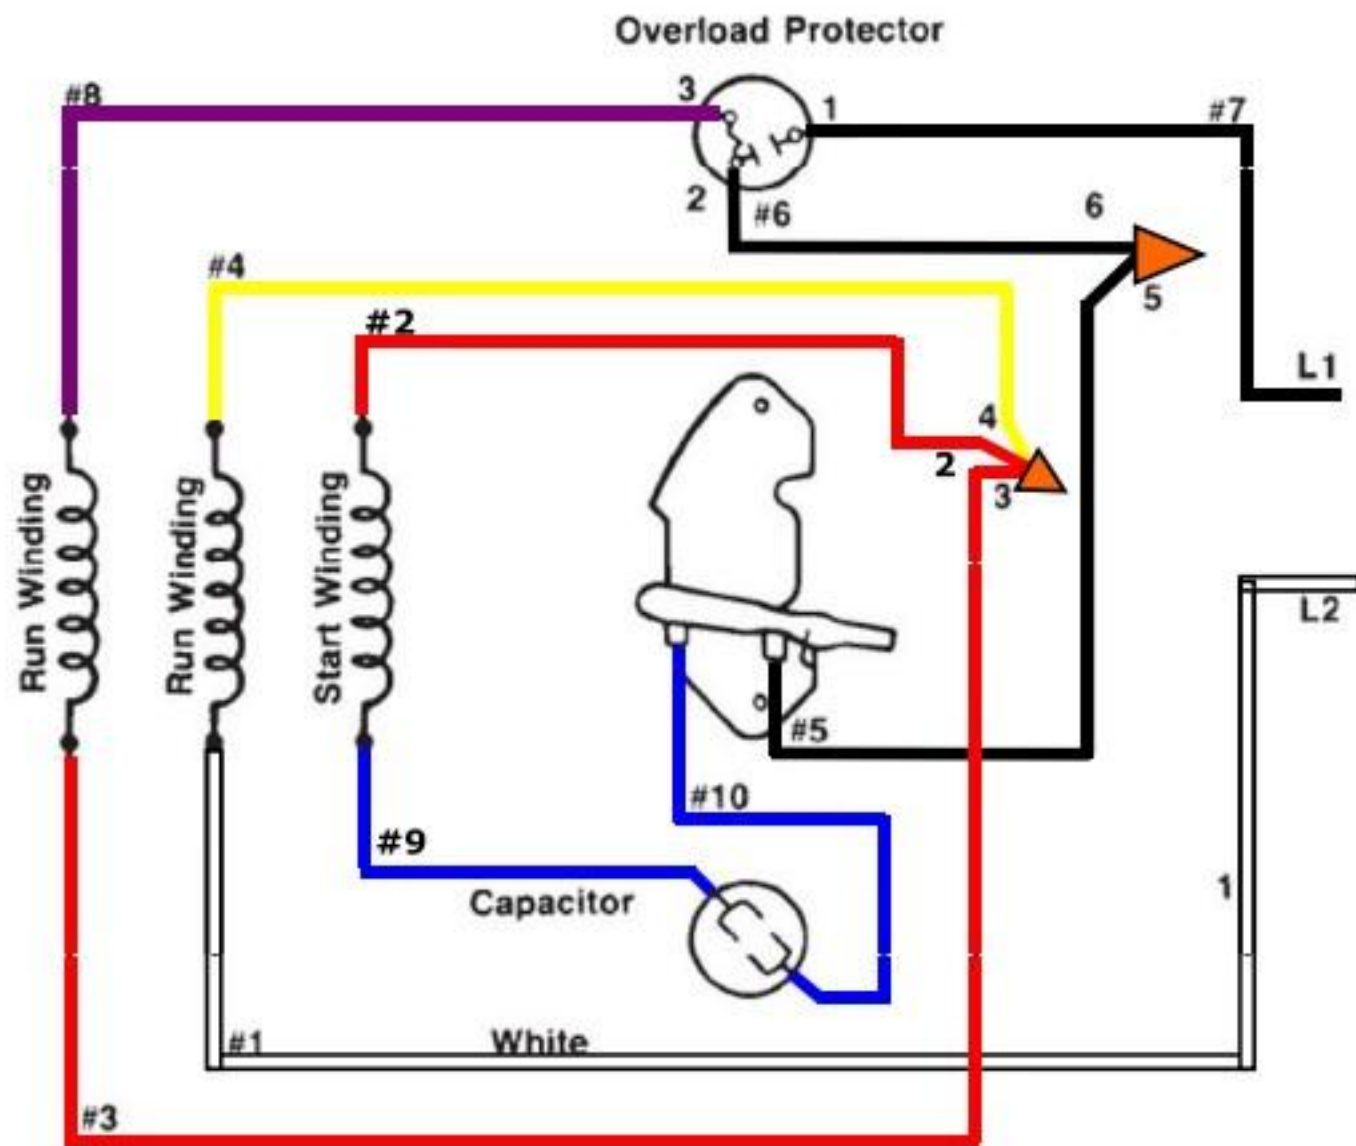 Overload Protector
#8
3
1
#7
2
#6
6
#4
5
#2
L1
4
2
3
Run Winding
Run Winding
Start Winding
L2
#5
#10
#9
Capacitor
1
#1
White
#3